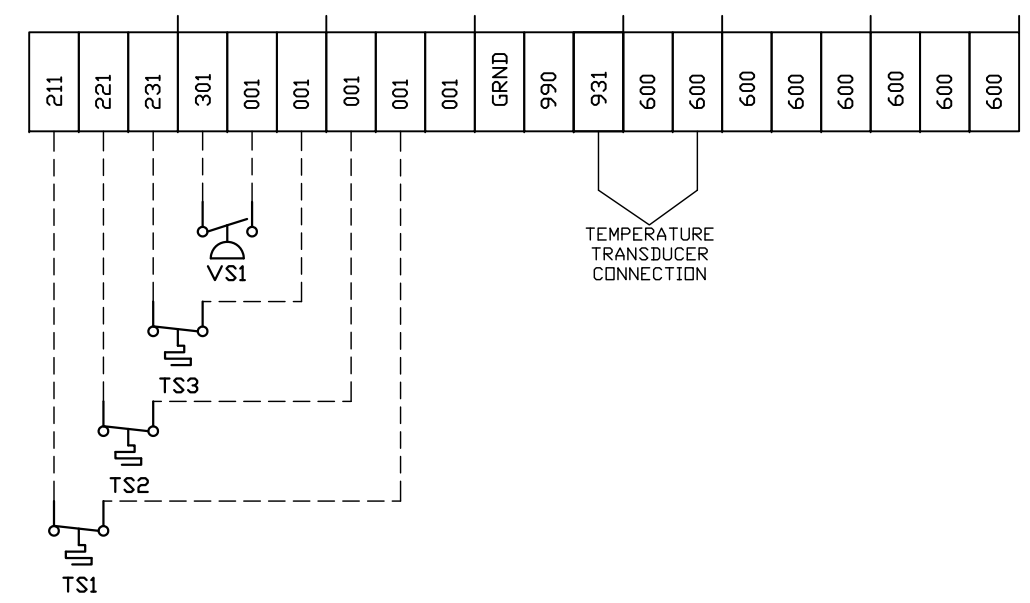 211 221 231 301 001 001 001 001 001 GRND 990 931 600 600 600 600 600 600 600 600
TEMPERATURE
TRANSDUCER
CONNECTION
VS1
TS3
TS2
TS1